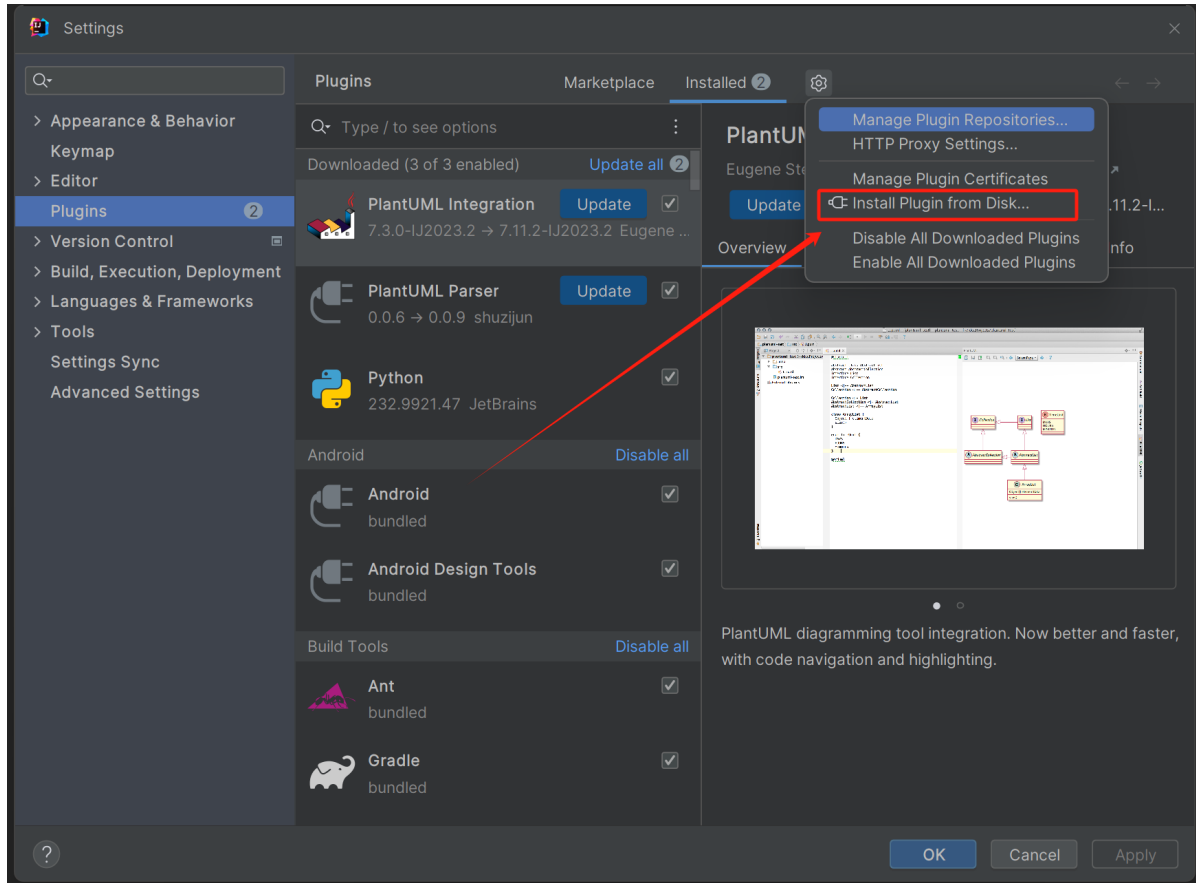 Settings
Plugins
Marketplace
Installed 2
Appearance & Behavior
Keymap
Editor
Plugins 2
Version Control
Build, Execution, Deployment
Languages & Frameworks
Tools
Settings Sync
Advanced Settings
Type / to see options
Downloaded (3 of 3 enabled) Update all 2
PlantUML Integration Update
7.3.0-IJ2023.2 → 7.11.2-IJ2023.2 Eugene ...
PlantUML Parser Update
0.0.6 → 0.0.9 shuzijun
Python
232.9921.47 JetBrains
Android Disable all
Android
bundled
Android Design Tools
bundled
Build Tools Disable all
Ant
bundled
Gradle
bundled
Manage Plugin Repositories...
HTTP Proxy Settings...
Manage Plugin Certificates
Install Plugin from Disk...
Disable All Downloaded Plugins
Enable All Downloaded Plugins
PlantUM
Eugene Ste
Update .11.2-I...
Overview nfo
PlantUML diagramming tool integration. Now better and faster,
with code navigation and highlighting.
?
OK
Cancel
Apply